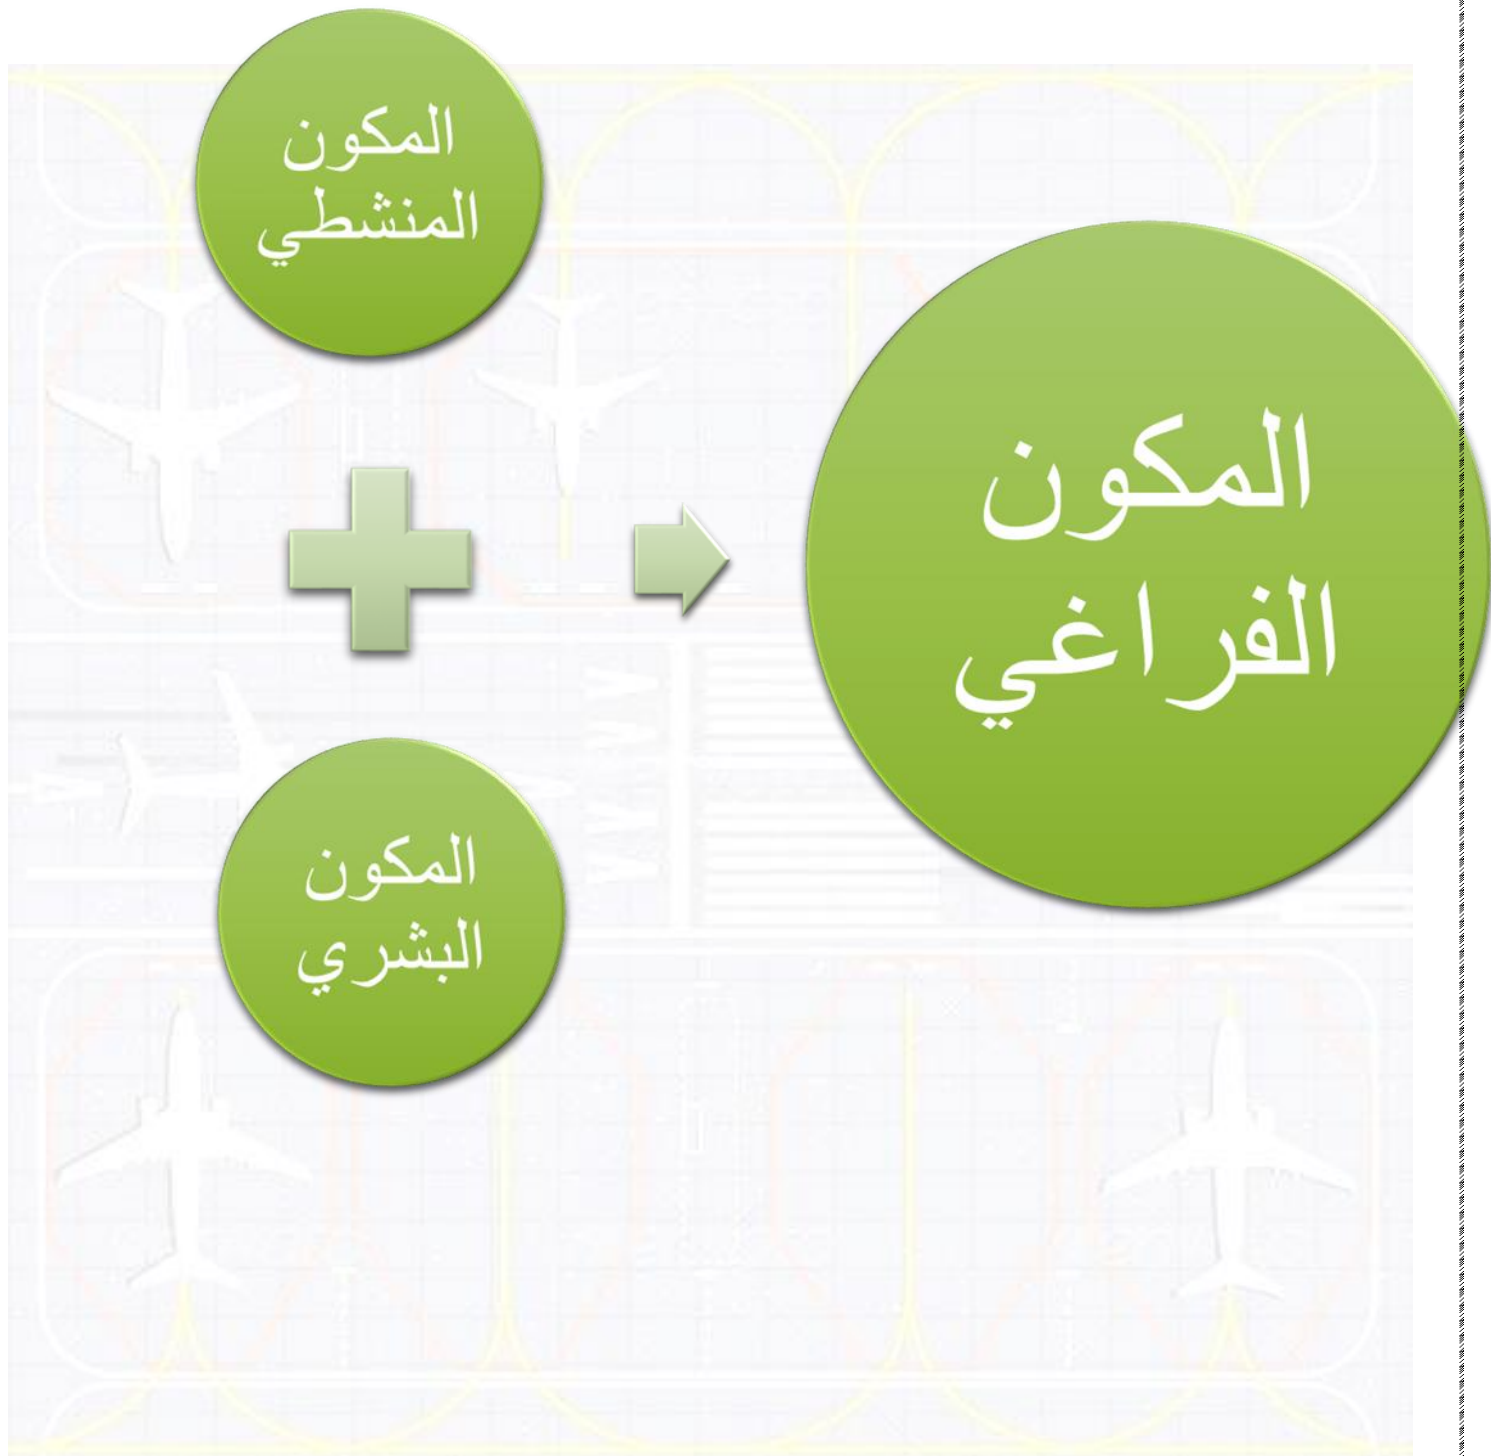 المكون
المنشطي
المكون
البشري
المكون
الفراغي